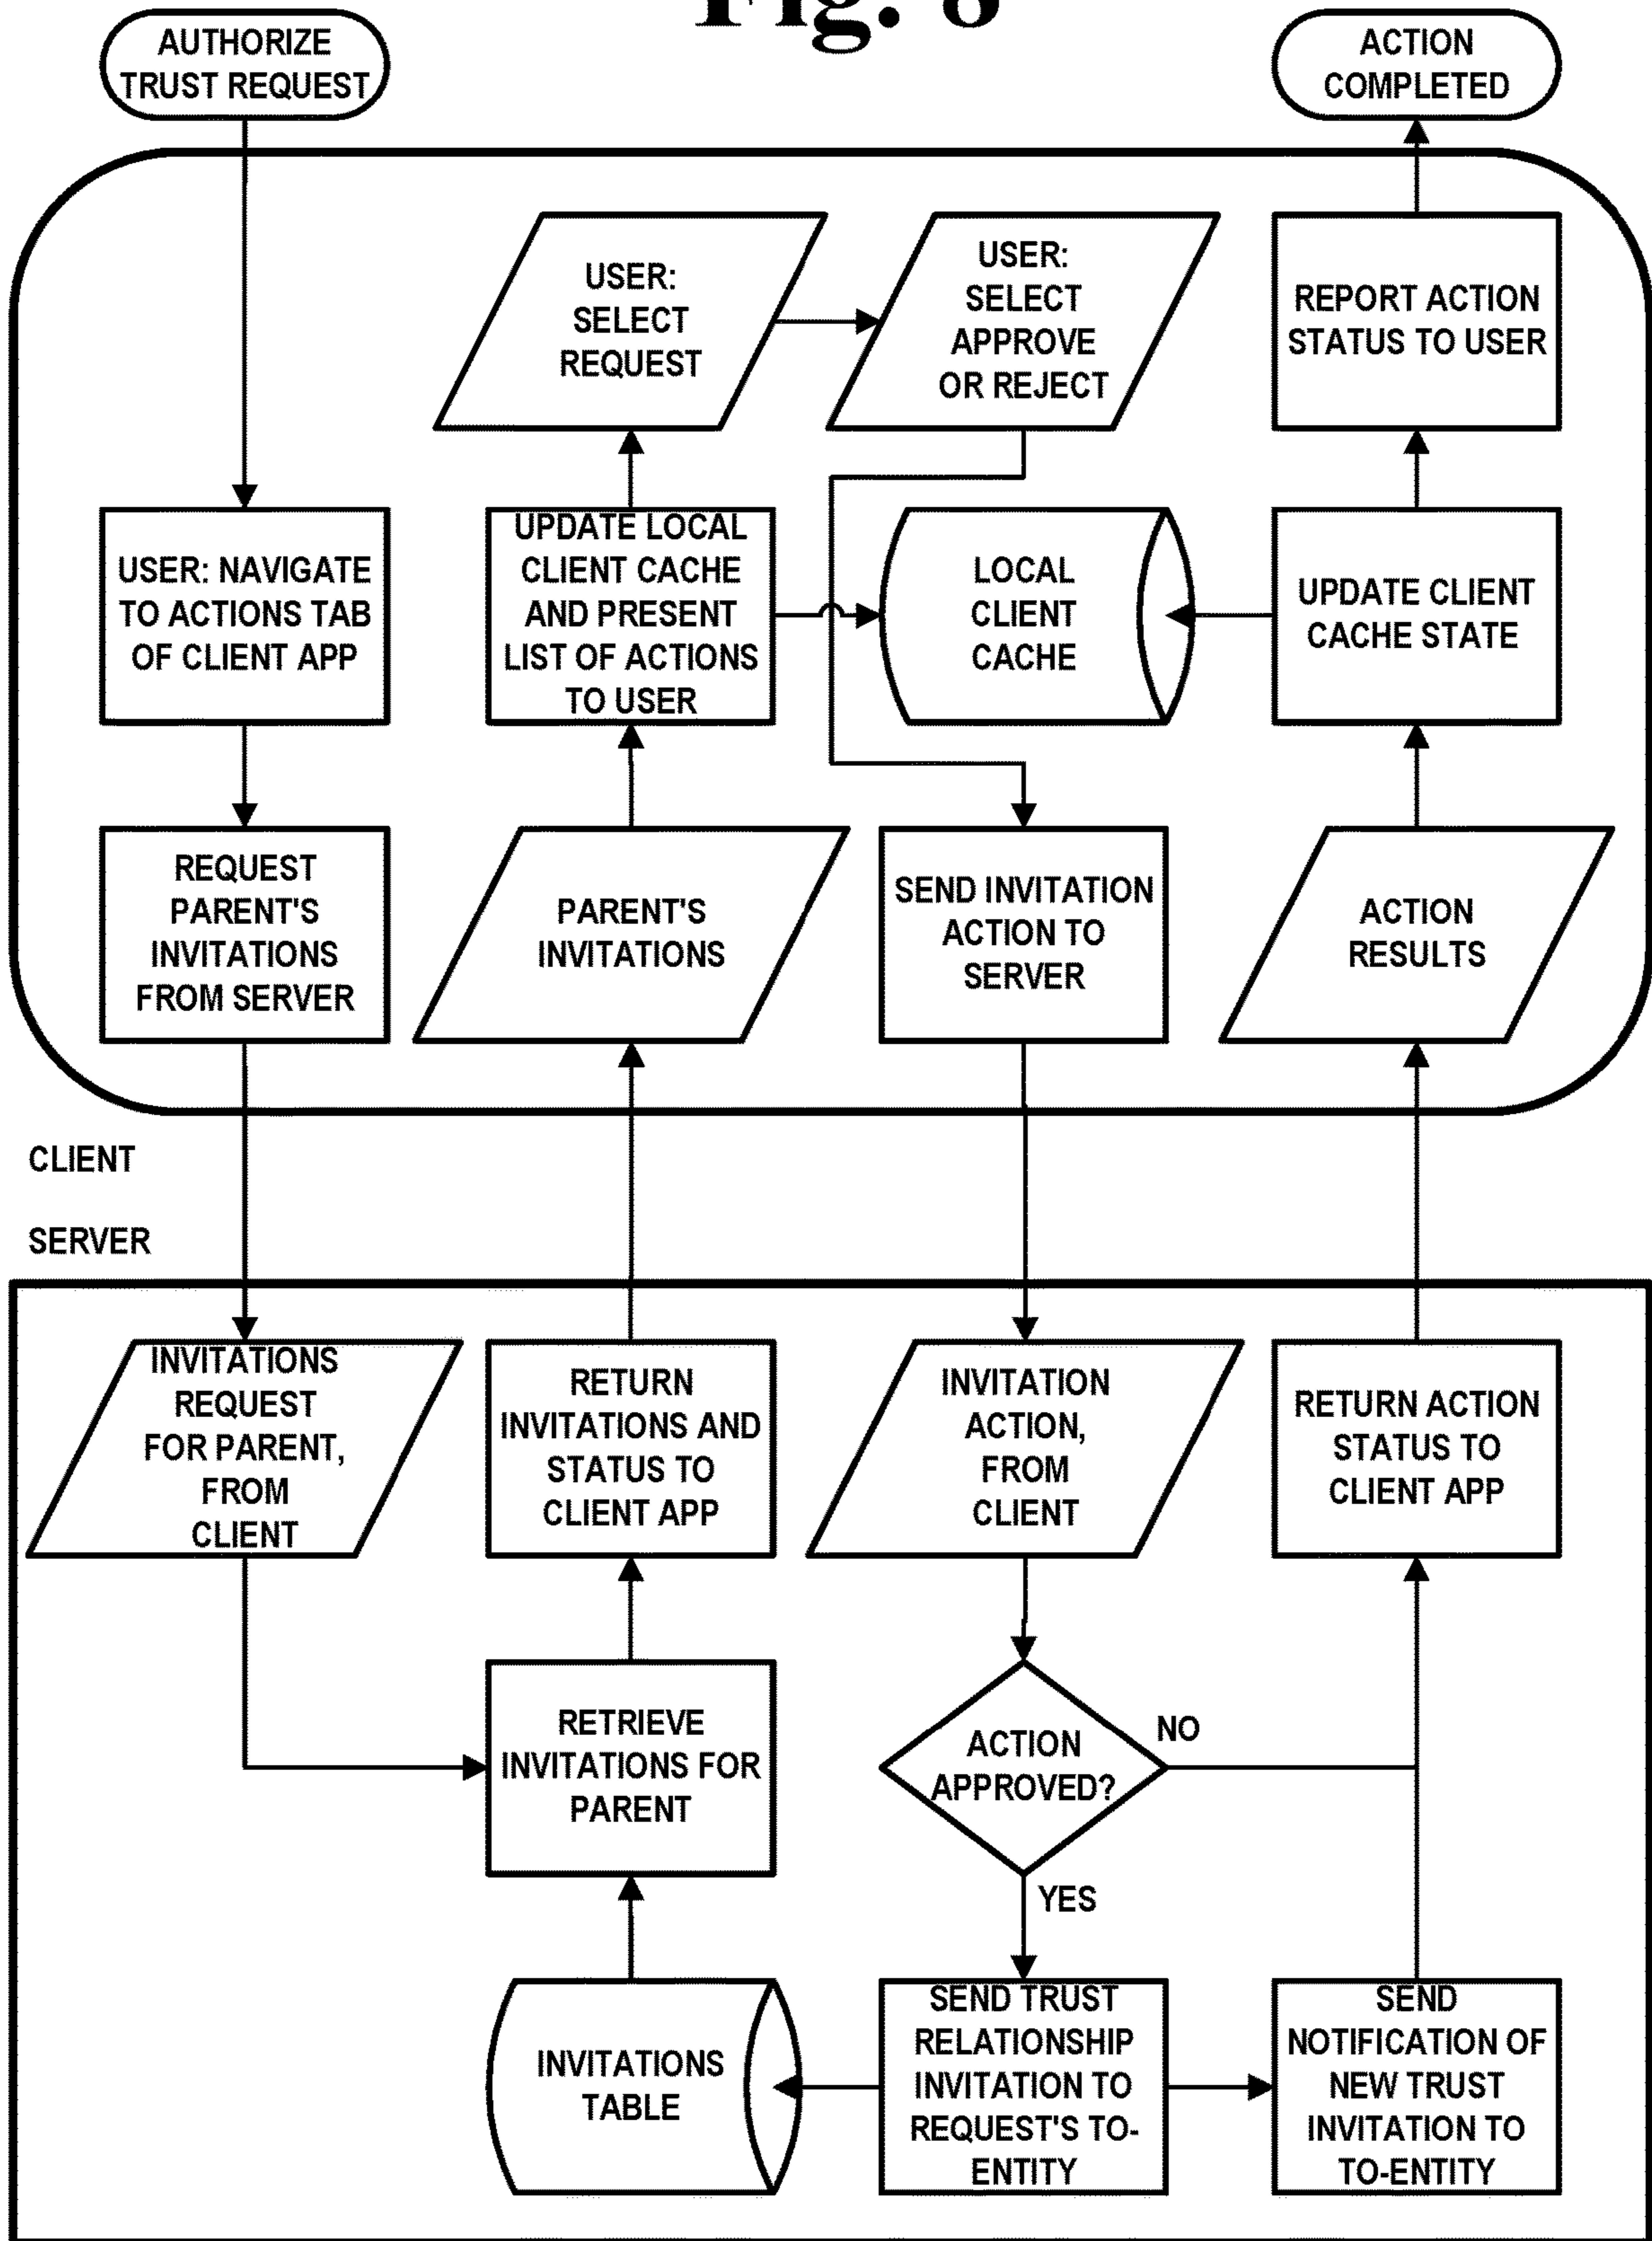 Fig. 8
AUTHORIZE
TRUST REQUEST
ACTION
COMPLETED
USER:
SELECT
REQUEST
USER:
SELECT
APPROVE
OR REJECT
REPORT ACTION
STATUS TO USER
USER: NAVIGATE
TO ACTIONS TAB
OF CLIENT APP
UPDATE LOCAL
CLIENT CACHE
AND PRESENT
LIST OF ACTIONS
TO USER
LOCAL
CLIENT
CACHE
UPDATE CLIENT
CACHE STATE
REQUEST
PARENT'S
INVITATIONS
FROM SERVER
PARENT'S
INVITATIONS
SEND INVITATION
ACTION TO
SERVER
ACTION
RESULTS
CLIENT
SERVER
INVITATIONS
REQUEST
FOR PARENT,
FROM
CLIENT
RETURN
INVITATIONS AND
STATUS TO
CLIENT APP
INVITATION
ACTION,
FROM
CLIENT
RETURN ACTION
STATUS TO
CLIENT APP
RETRIEVE
INVITATIONS FOR
PARENT
ACTION
APPROVED?
NO
YES
INVITATIONS
TABLE
SEND TRUST
RELATIONSHIP
INVITATION TO
REQUEST'S TO-
ENTITY
SEND
NOTIFICATION OF
NEW TRUST
INVITATION TO
TO-ENTITY